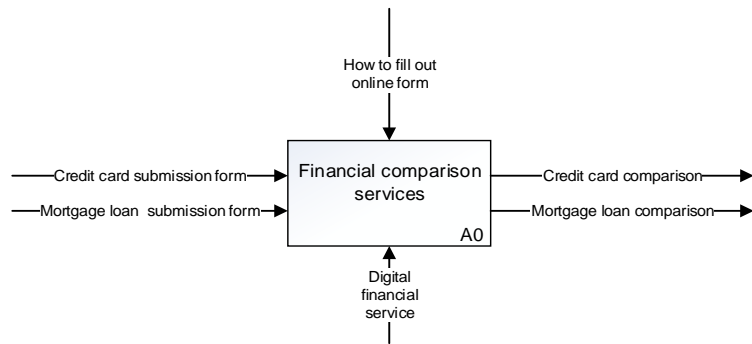 How to fill out
online form
Credit card submission form
Financial comparison
services
Credit card comparison
Mortgage loan submission form
Mortgage loan comparison
A0
Digital
financial
service